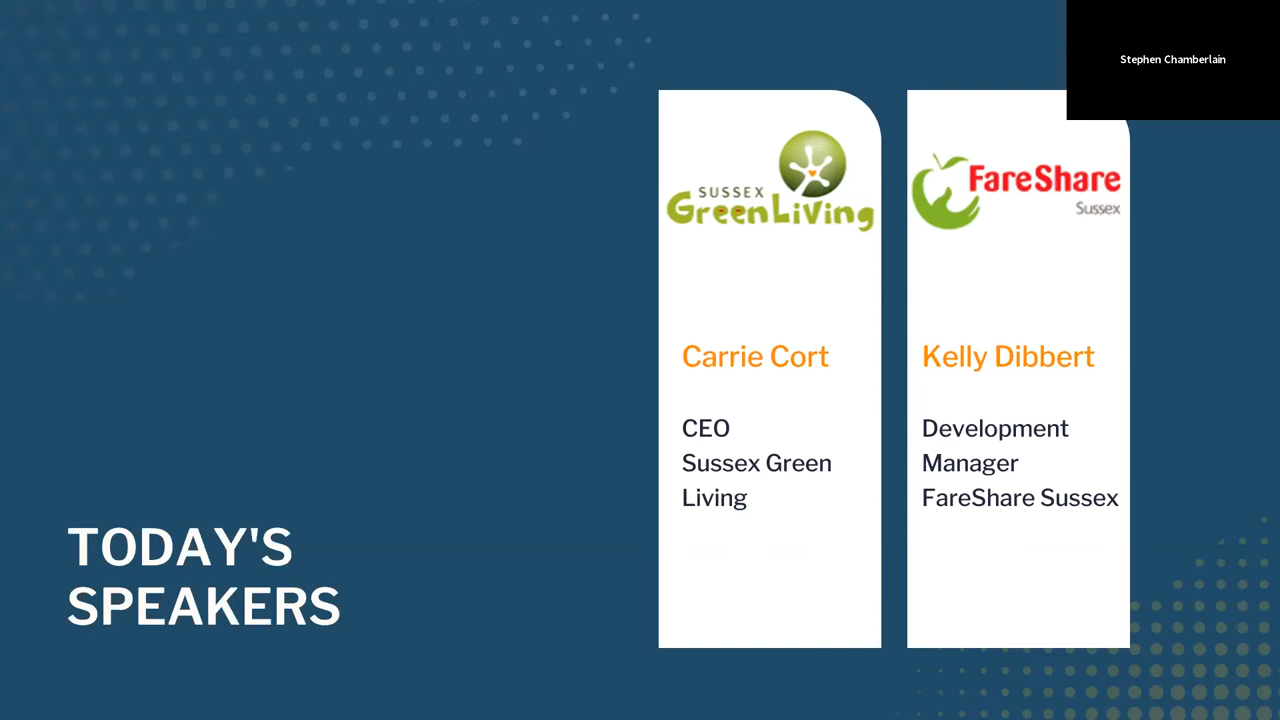 Stephen Chamberlain
SUSSEX
GreenLiving
FareShare
Sussex
Carrie Cort
CEO
Sussex Green
Living
Kelly Dibbert
Development
Manager
FareShare Sussex
TODAY'S
SPEAKERS